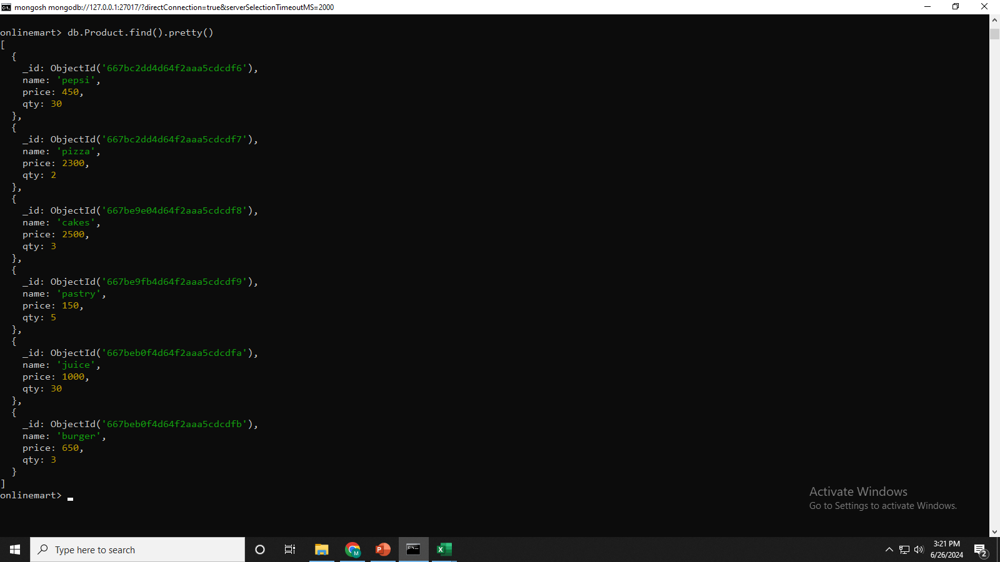 mongosh mongodb://127.0.0.1:27017/?directConnection=true&serverSelectionTimeoutMS=2000
onlinemart> db.Product.find().pretty()
[
  {
    _id: ObjectId('667bc2dd4d64f2aaa5cdcdf6'),
    name: 'pepsi',
    price: 450,
    qty: 30
  },
  {
    _id: ObjectId('667bc2dd4d64f2aaa5cdcdf7'),
    name: 'pizza',
    price: 2300,
    qty: 2
  },
  {
    _id: ObjectId('667be9e04d64f2aaa5cdcdf8'),
    name: 'cakes',
    price: 2500,
    qty: 3
  },
  {
    _id: ObjectId('667be9fb4d64f2aaa5cdcdf9'),
    name: 'pastry',
    price: 150,
    qty: 5
  },
  {
    _id: ObjectId('667beb0f4d64f2aaa5cdcdfa'),
    name: 'juice',
    price: 1000,
    qty: 30
  },
  {
    _id: ObjectId('667beb0f4d64f2aaa5cdcdfb'),
    name: 'burger',
    price: 650,
    qty: 3
  }
]
onlinemart>
Activate Windows
Go to Settings to activate Windows.
Type here to search
3:21 PM
6/26/2024
2